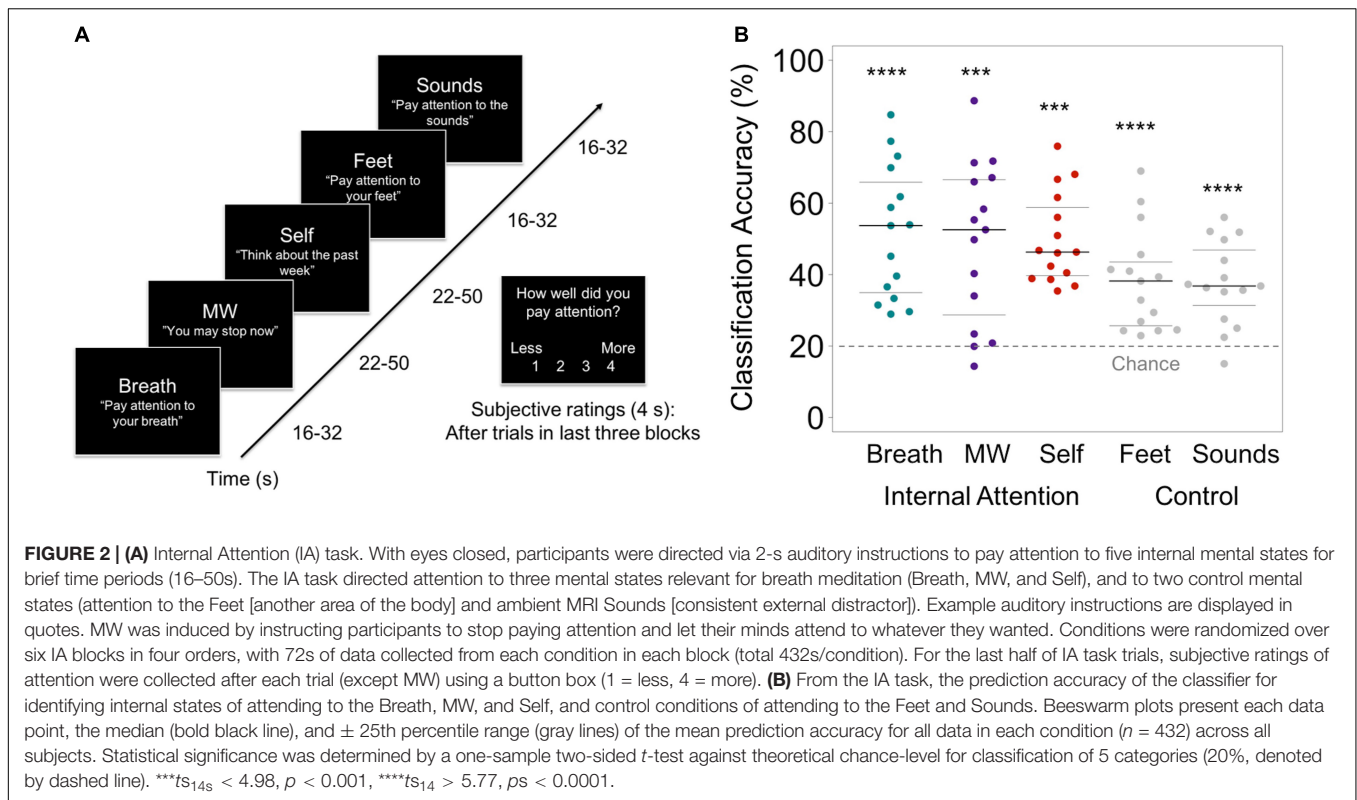 A
Sounds
"Pay attention to the
sounds"
Feet
"Pay attention to
your feet"
Self
"Think about the past
week"
MW
"You may stop now"
Breath
"Pay attention to
your breath"
16-32
16-32
22-50
22-50
16-32
Time (s)
How well did you
pay attention?
Less More
1 2 3 4
Subjective ratings (4 s):
After trials in last three blocks
B
Classification Accuracy (%)
100
80
60
40
20
0
**** *** *** **** ****
Chance
Breath MW Self Feet Sounds
Internal Attention Control
FIGURE 2 | (A) Internal Attention (IA) task. With eyes closed, participants were directed via 2-s auditory instructions to pay attention to five internal mental states for
brief time periods (16–50s). The IA task directed attention to three mental states relevant for breath meditation (Breath, MW, and Self), and to two control mental
states (attention to the Feet [another area of the body] and ambient MRI Sounds [consistent external distractor]). Example auditory instructions are displayed in
quotes. MW was induced by instructing participants to stop paying attention and let their minds attend to whatever they wanted. Conditions were randomized over
six IA blocks in four orders, with 72s of data collected from each condition in each block (total 432s/condition). For the last half of IA task trials, subjective ratings of
attention were collected after each trial (except MW) using a button box (1 = less, 4 = more). (B) From the IA task, the prediction accuracy of the classifier for
identifying internal states of attending to the Breath, MW, and Self, and control conditions of attending to the Feet and Sounds. Beeswarm plots present each data
point, the median (bold black line), and ± 25th percentile range (gray lines) of the mean prediction accuracy for all data in each condition (n = 432) across all
subjects. Statistical significance was determined by a one-sample two-sided t-test against theoretical chance-level for classification of 5 categories (20%, denoted
by dashed line). ***ts14s < 4.98, p < 0.001, ****ts14 > 5.77, ps < 0.0001.